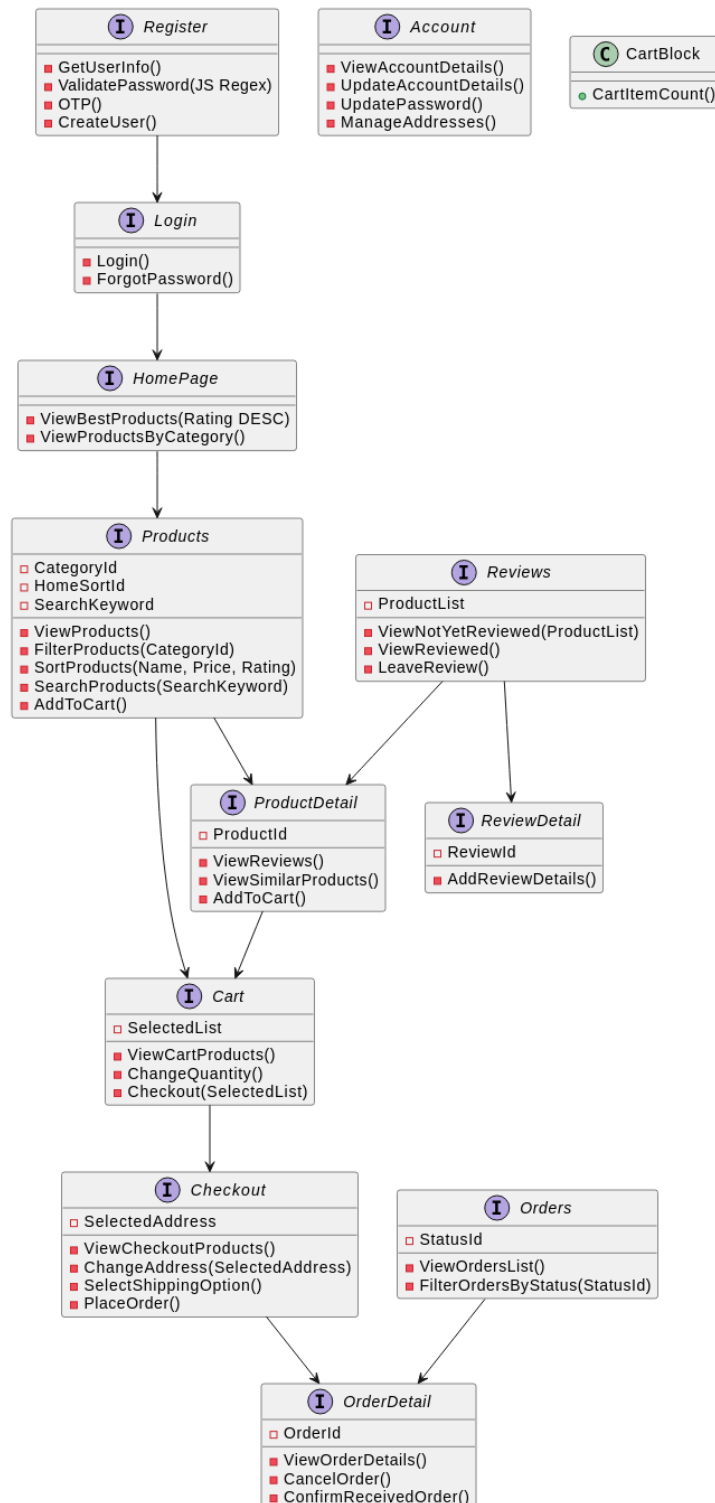 I Register
GetUserInfo()
ValidatePassword(JS Regex)
OTP()
CreateUser()
I Account
ViewAccountDetails()
UpdateAccountDetails()
UpdatePassword()
ManageAddresses()
C CartBlock
CartItemCount()
I Login
Login()
ForgotPassword()
I HomePage
ViewBestProducts(Rating DESC)
ViewProductsByCategory()
I Products
CategoryId
HomeSortId
SearchKeyword
ViewProducts()
FilterProducts(CategoryId)
SortProducts(Name, Price, Rating)
SearchProducts(SearchKeyword)
AddToCart()
I Reviews
ProductList
ViewNotYetReviewed(ProductList)
ViewReviewed()
LeaveReview()
I ProductDetail
ProductId
ViewReviews()
ViewSimilarProducts()
AddToCart()
I ReviewDetail
ReviewId
AddReviewDetails()
I Cart
SelectedList
ViewCartProducts()
ChangeQuantity()
Checkout(SelectedList)
I Checkout
SelectedAddress
ViewCheckoutProducts()
ChangeAddress(SelectedAddress)
SelectShippingOption()
PlaceOrder()
I Orders
StatusId
ViewOrdersList()
FilterOrdersByStatus(StatusId)
I OrderDetail
OrderId
ViewOrderDetails()
CancelOrder()
ConfirmReceivedOrder()